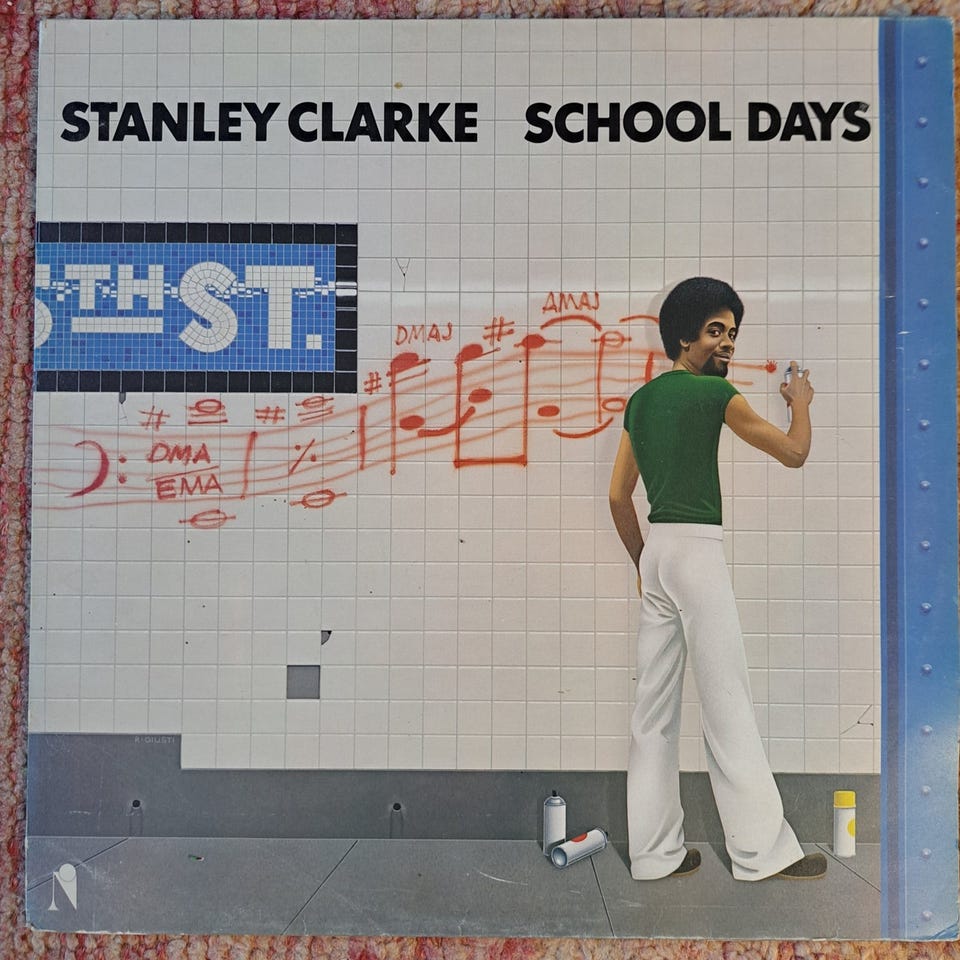 STANLEY CLARKE SCHOOL DAYS
TH ST.
DMAJ
AMAJ
DMA
EMA
R·GIUSTI
N